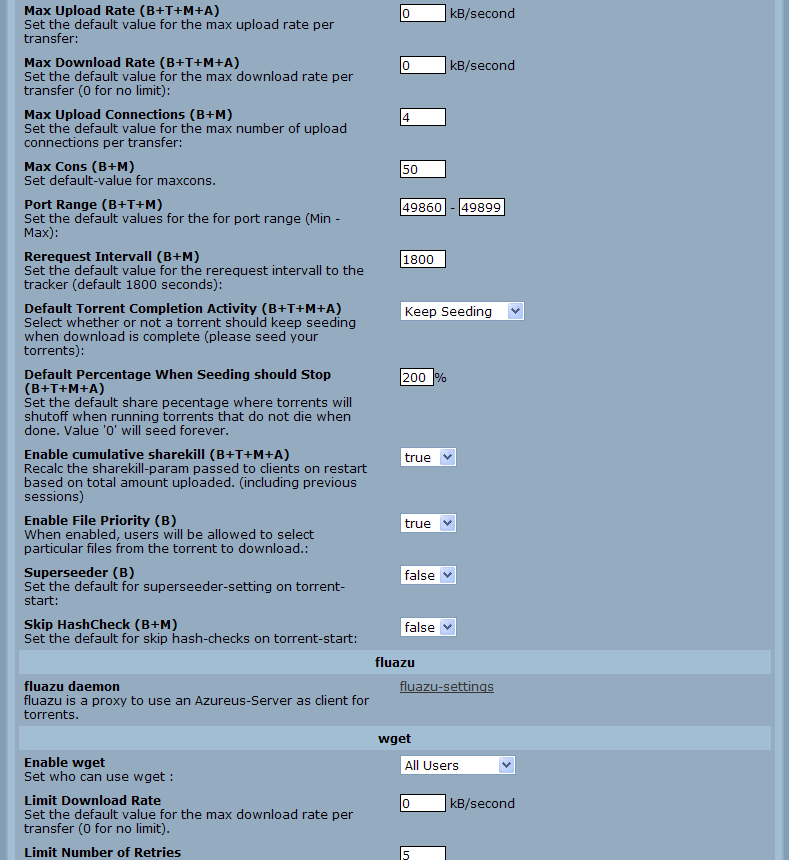 Max Upload Rate (B+T+M+A)
Set the default value for the max upload rate per
transfer:
0 kB/second
Max Download Rate (B+T+M+A)
Set the default value for the max download rate per
transfer (0 for no limit):
0 kB/second
Max Upload Connections (B+M)
Set the default value for the max number of upload
connections per transfer:
4
Max Cons (B+M)
Set default-value for maxcons.
50
Port Range (B+T+M)
Set the default values for the for port range (Min -
Max):
49860 - 49899
Rerequest Intervall (B+M)
Set the default value for the rerequest intervall to the
tracker (default 1800 seconds):
1800
Default Torrent Completion Activity (B+T+M+A)
Select whether or not a torrent should keep seeding
when download is complete (please seed your
torrents):
Keep Seeding
Default Percentage When Seeding should Stop
(B+T+M+A)
Set the default share pecentage where torrents will
shutoff when running torrents that do not die when
done. Value '0' will seed forever.
200 %
Enable cumulative sharekill (B+T+M+A)
Recalc the sharekill-param passed to clients on restart
based on total amount uploaded. (including previous
sessions)
true
Enable File Priority (B)
When enabled, users will be allowed to select
particular files from the torrent to download.:
true
Superseeder (B)
Set the default for superseeder-setting on torrent-
start:
false
Skip HashCheck (B+M)
Set the default for skip hash-checks on torrent-start:
false
fluazu
fluazu daemon
fluazu is a proxy to use an Azureus-Server as client for
torrents.
fluazu-settings
wget
Enable wget
Set who can use wget :
All Users
Limit Download Rate
Set the default value for the max download rate per
transfer (0 for no limit).
0 kB/second
Limit Number of Retries
5